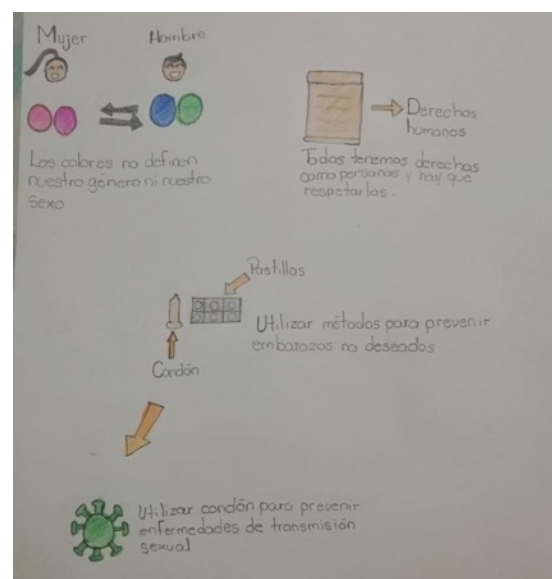 Mujer
Hombre
Los colores no definen
nuestro género ni nuestro
sexo
Derechos
humanos
Todos tenemos derechos
como personas y hay que
respetarlos.
Pastillas
Condón
Utilizar métodos para prevenir
embarazos no deseados
Utilizar condón para prevenir
enfermedades de transmisión
sexual